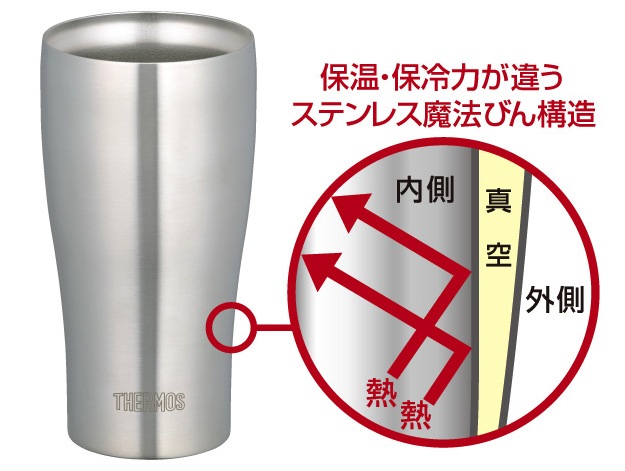 保温・保冷力が違う
ステンレス魔法びん構造
内側
真空
外側
熱
熱
THERMOS